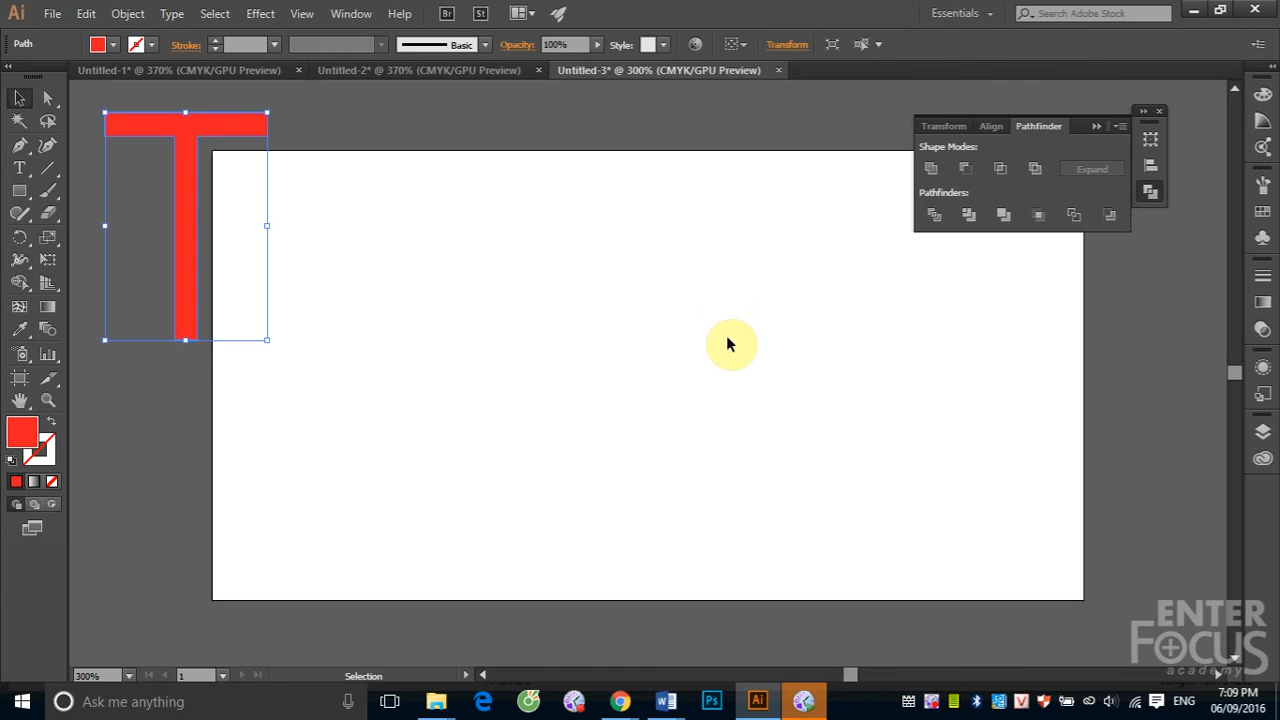 Ai File Edit Object Type Select Effect View Window Help Br St Essentials Search Adobe Stock
Path Stroke: Basic Opacity: 100% Style: Transform
Untitled-1* @ 370% (CMYK/GPU Preview) Untitled-2* @ 370% (CMYK/GPU Preview) Untitled-3* @ 300% (CMYK/GPU Preview)
T
Transform Align Pathfinder
Shape Modes:
Expand
Pathfinders:
ENTER
FOCUS
academy
300% 1 Selection
Ask me anything Ps Ai ENG
7:09 PM
06/09/2016